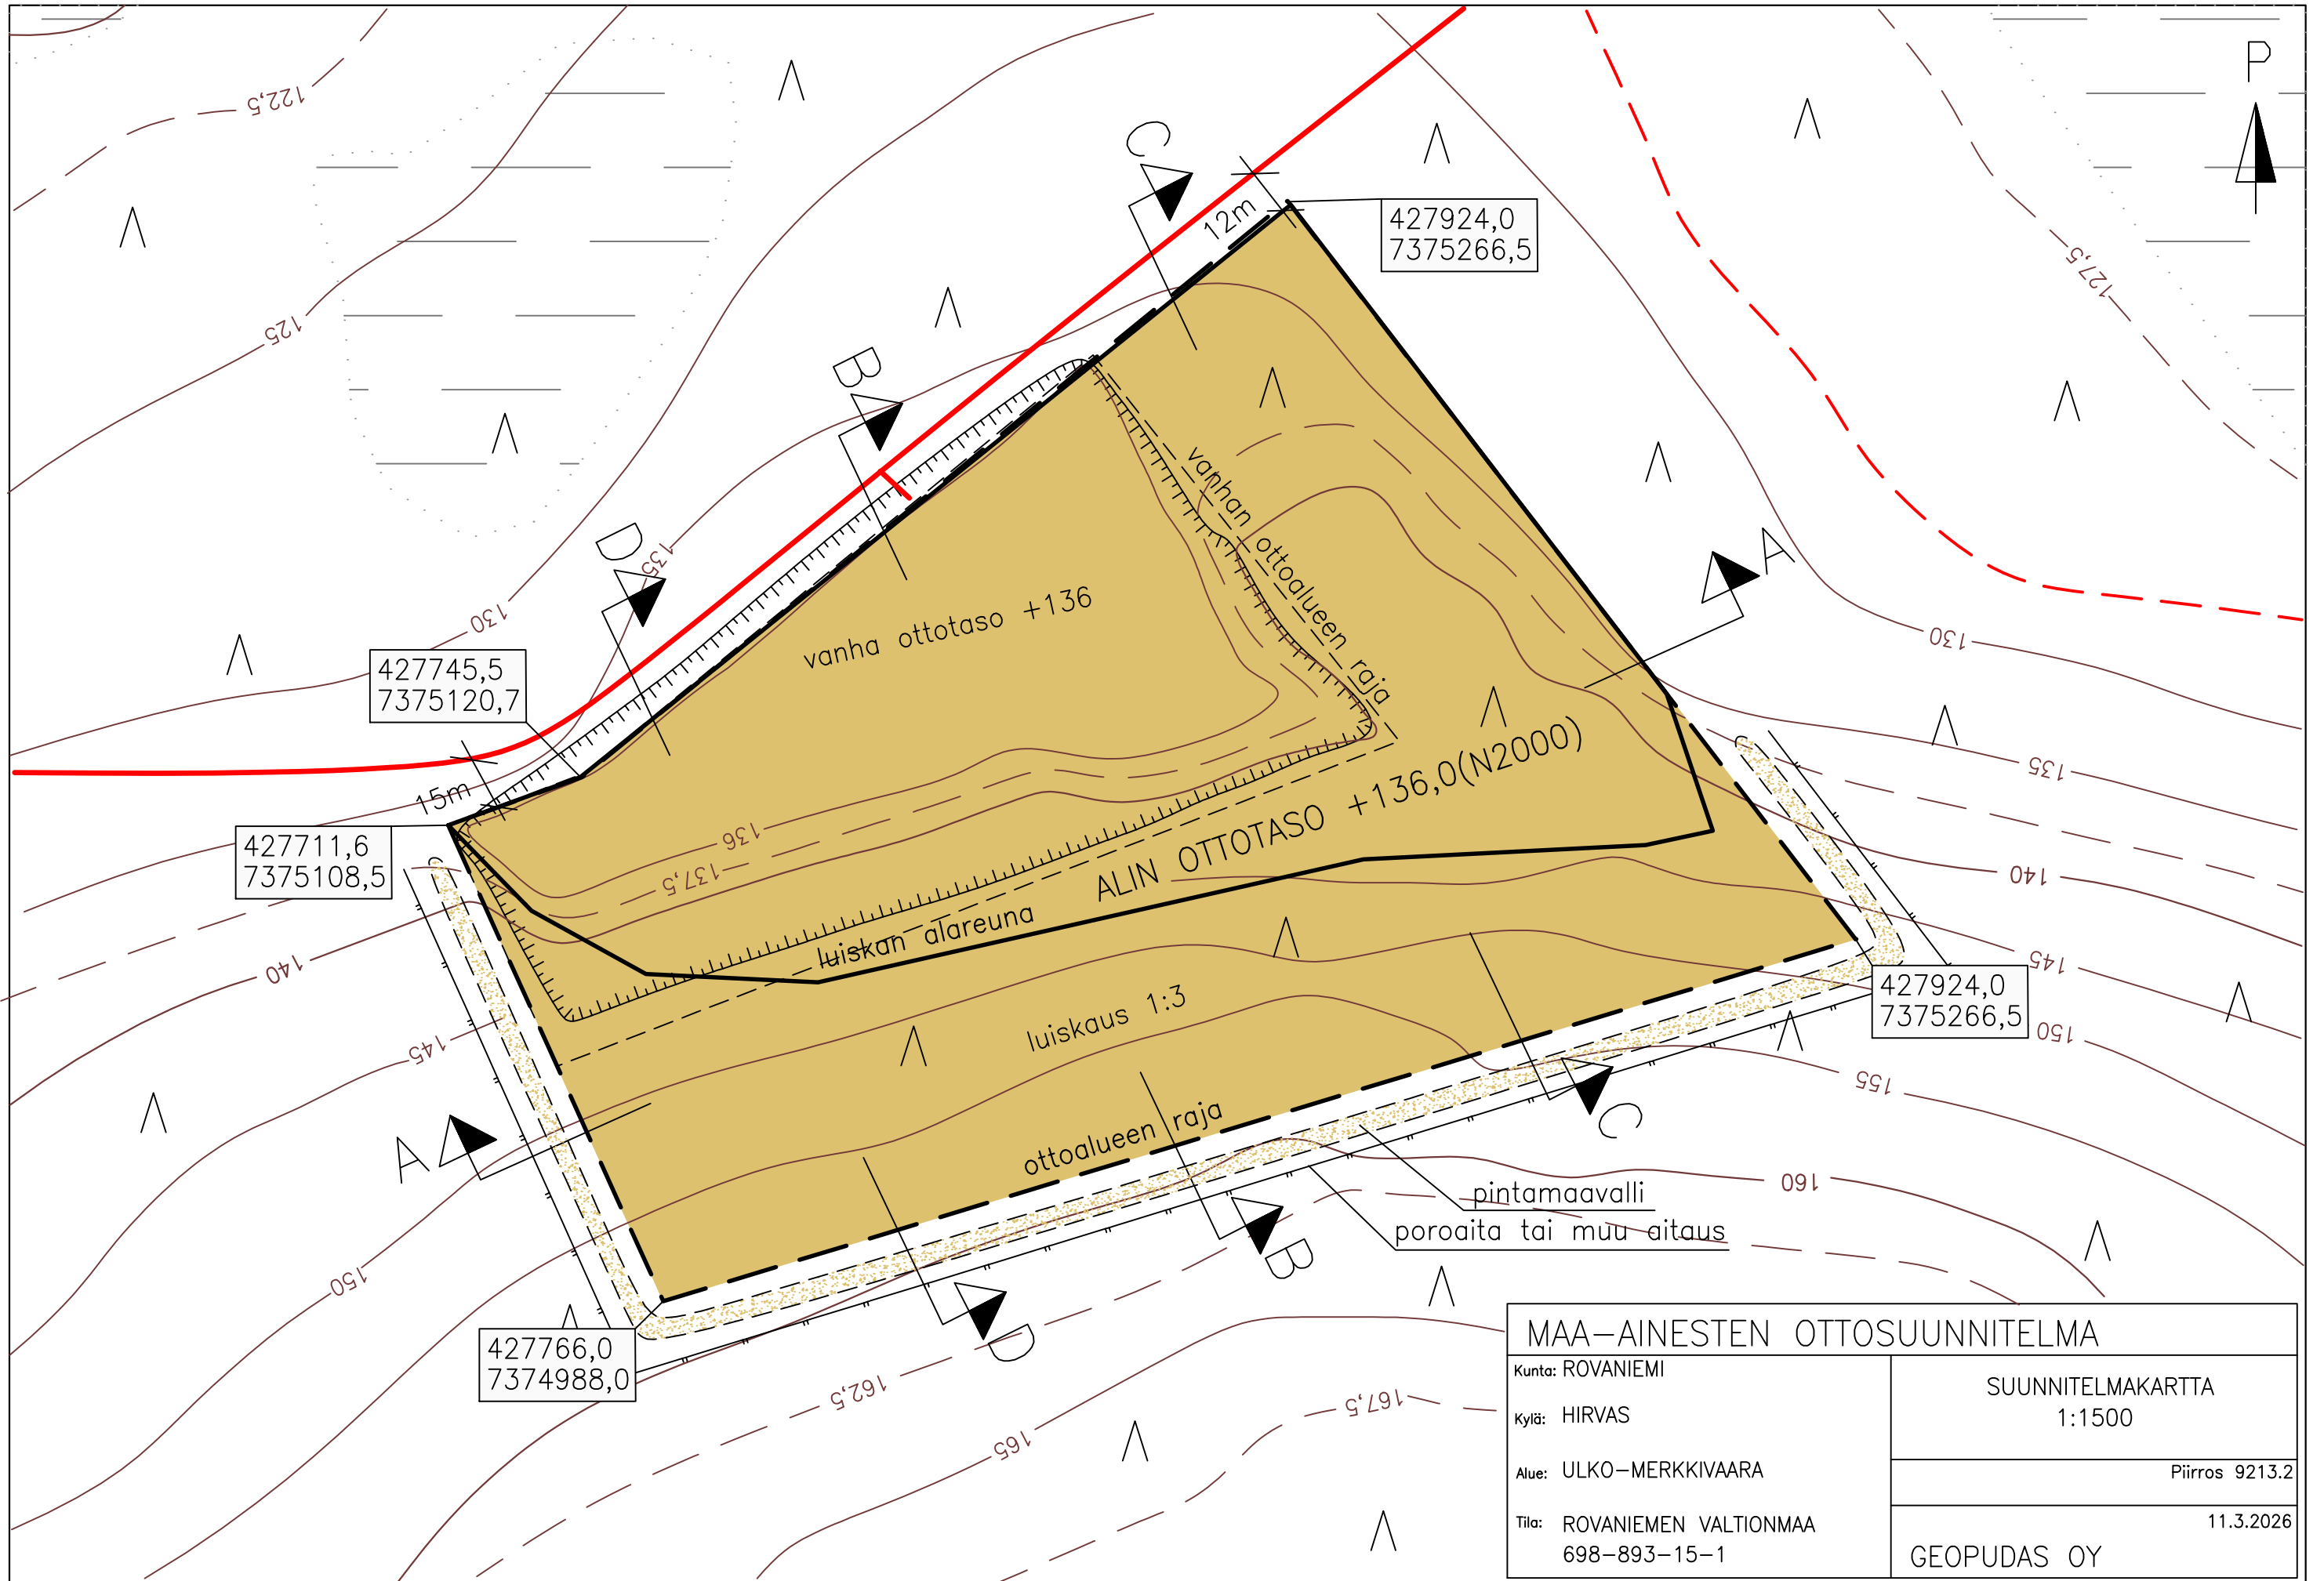 P
122,5
C
12m
427924,0
7375266,5
125
127,5
B
vanhan ottoalueen raja
D
135
A
vanha ottotaso +136
130
130
427745,5
7375120,7
15m
135
136
ALIN OTTOTASO +136,0(N2000)
427711,6
7375108,5
137,5
140
luiskan alareuna
140
145
427924,0
7375266,5
luiskaus 1:3
150
145
155
A
ottoalueen raja
C
160
pintamaavalli
poroaita tai muu aitaus
B
150
D
427766,0
7374988,0
162,5
167,5
165
MAA-AINESTEN OTTOSUUNNITELMA
Kunta: ROVANIEMI
Kylä: HIRVAS
Alue: ULKO-MERKKIVAARA
Tila: ROVANIEMEN VALTIONMAA
698-893-15-1
SUUNNITELMAKARTTA
1:1500
Piirros 9213.2
11.3.2026
GEOPUDAS OY